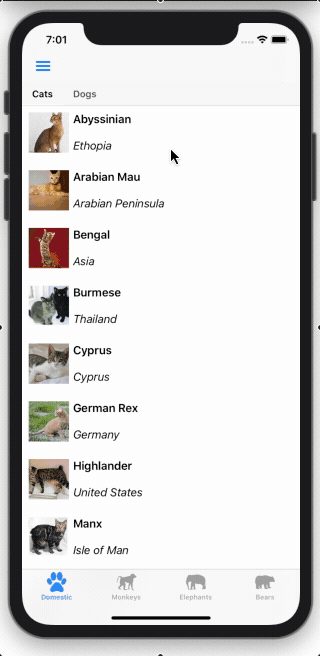 7:01
Cats Dogs
Abyssinian
Ethopia
Arabian Mau
Arabian Peninsula
Bengal
Asia
Burmese
Thailand
Cyprus
Cyprus
German Rex
Germany
Highlander
United States
Manx
Isle of Man
Domestic Monkeys Elephants Bears